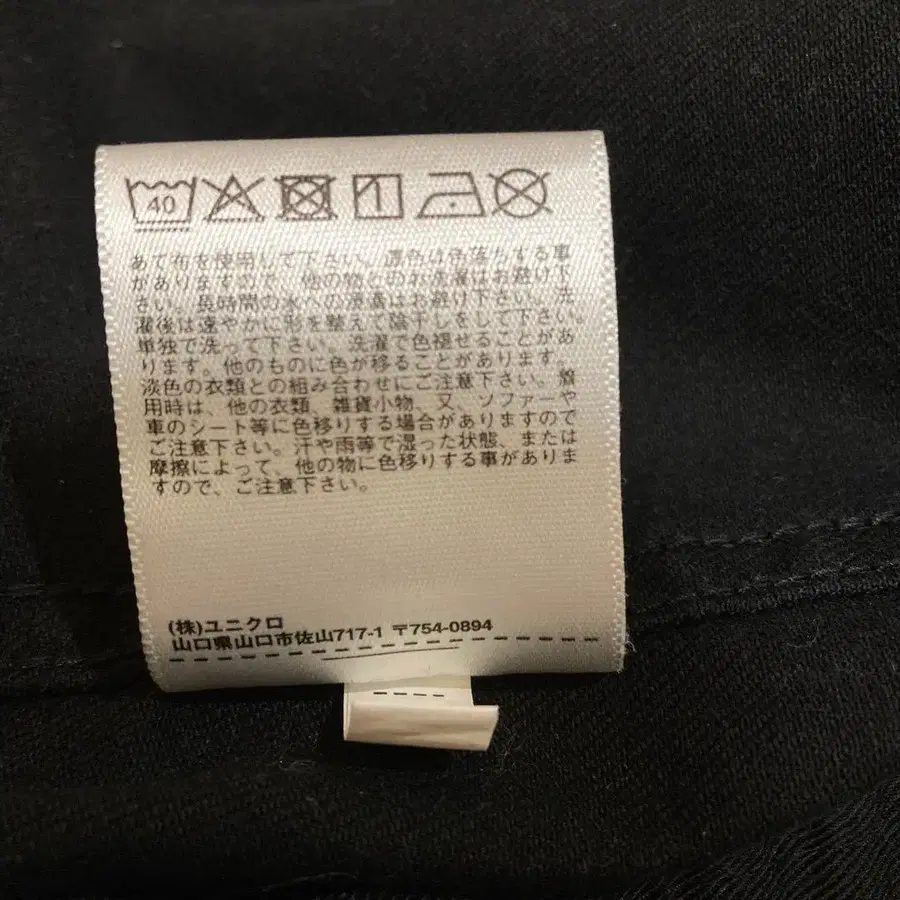 40
あて布を使用して下さい。濃色は色落ちする事
がありますので、他の物とのお洗濯はお避け下
さい。長時間の水への浸漬はお避け下さい。洗
濯後は速やかに形を整えて陰干しをして下さい。
単独で洗って下さい。洗濯で色褪せることがあ
ります。他のものに色が移ることがあります。
淡色の衣類との組み合わせにご注意下さい。着
用時は、他の衣類、雑貨小物、又、ソファーや
車のシート等に色移りする場合がありますので
ご注意下さい。汗や雨等で湿った状態、または
摩擦によって、他の物に色移りする事がありま
すので、ご注意下さい。
(株)ユニクロ
山口県山口市佐山717-1 〒754-0894